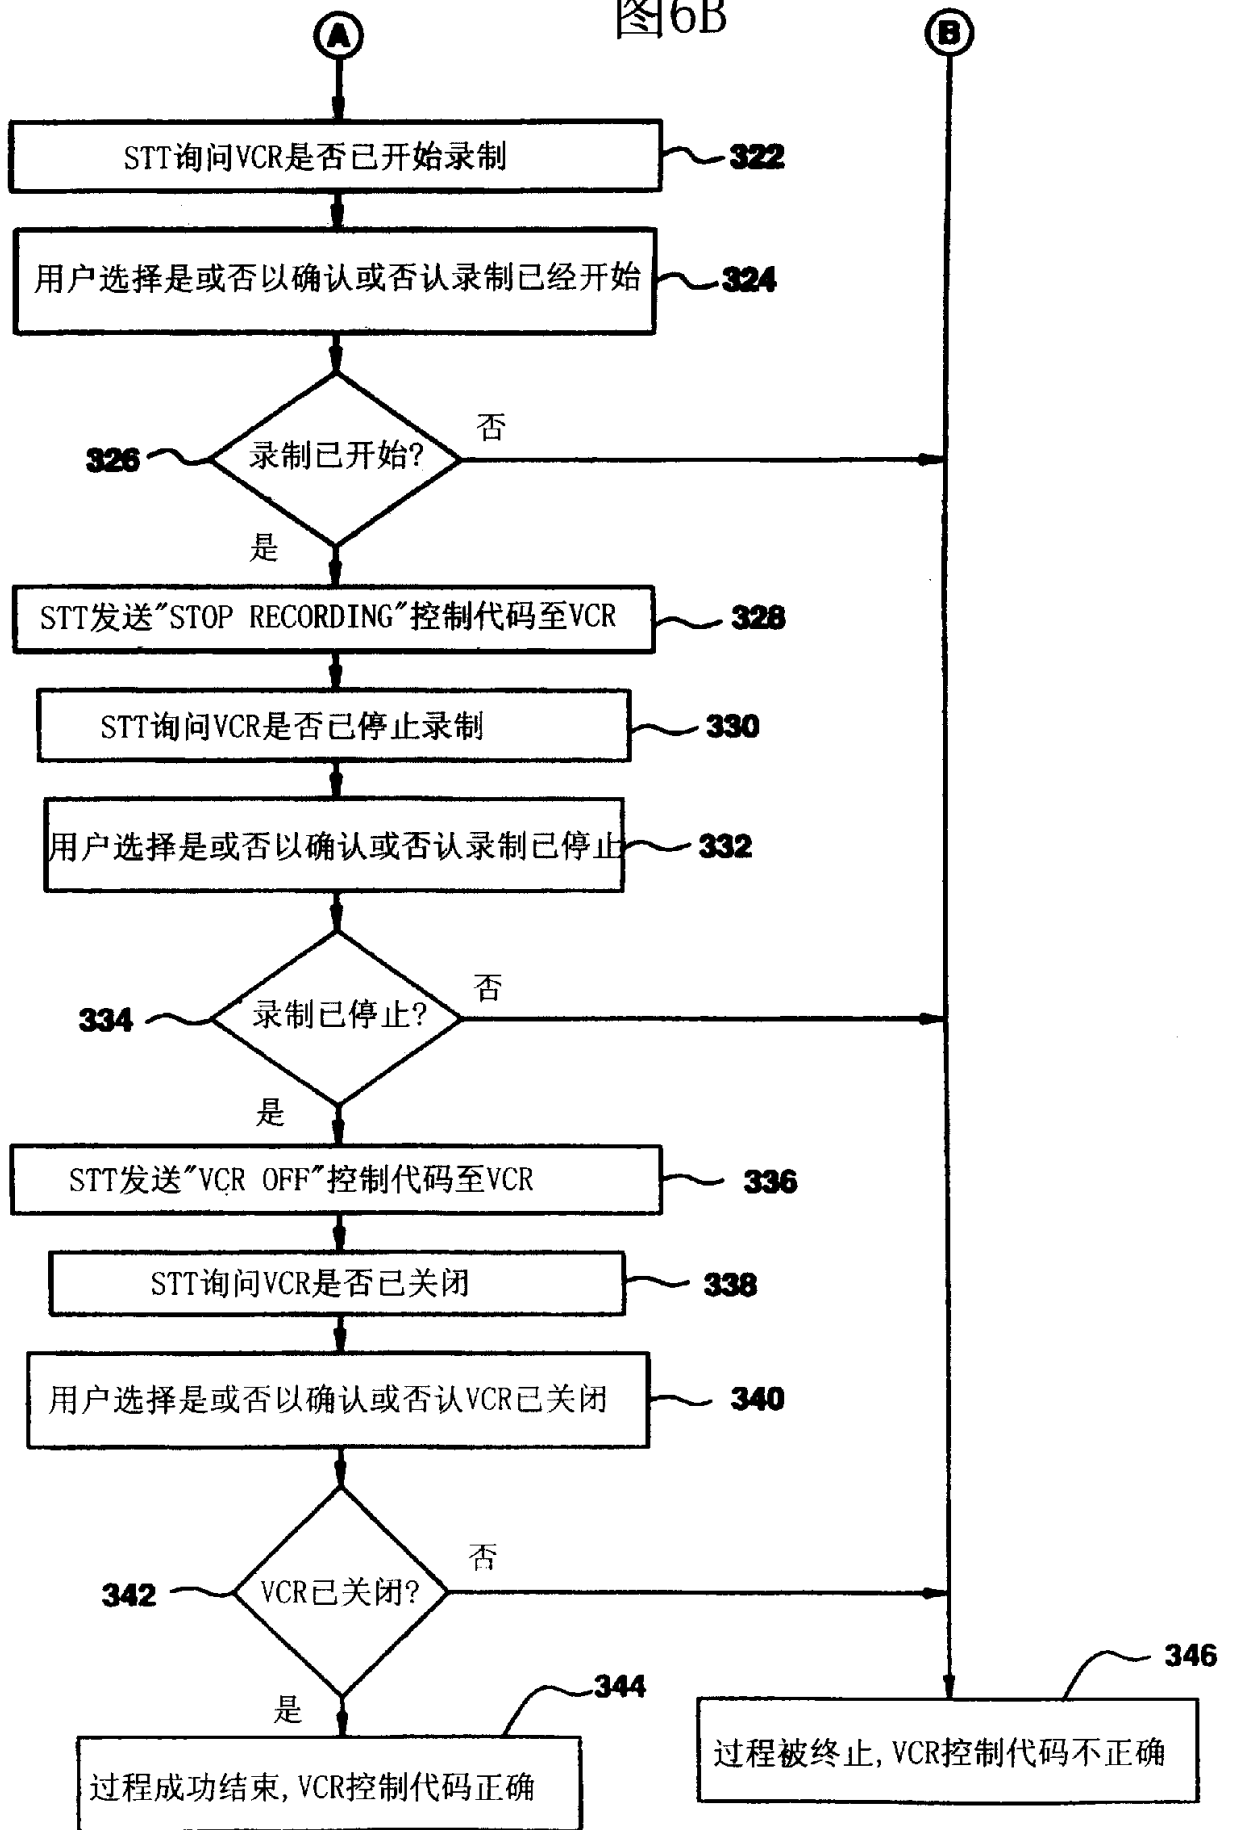 图6B
A
B
STT询问VCR是否已开始录制
322
用户选择是或否以确认或否认录制已经开始
324
录制已开始?
326
否
是
STT发送"STOP RECORDING"控制代码至VCR
328
STT询问VCR是否已停止录制
330
用户选择是或否以确认或否认录制已停止
332
录制已停止?
334
否
是
STT发送"VCR OFF"控制代码至VCR
336
STT询问VCR是否已关闭
338
用户选择是或否以确认或否认VCR已关闭
340
VCR已关闭?
342
否
是
344
346
过程成功结束,VCR控制代码正确
过程被终止,VCR控制代码不正确